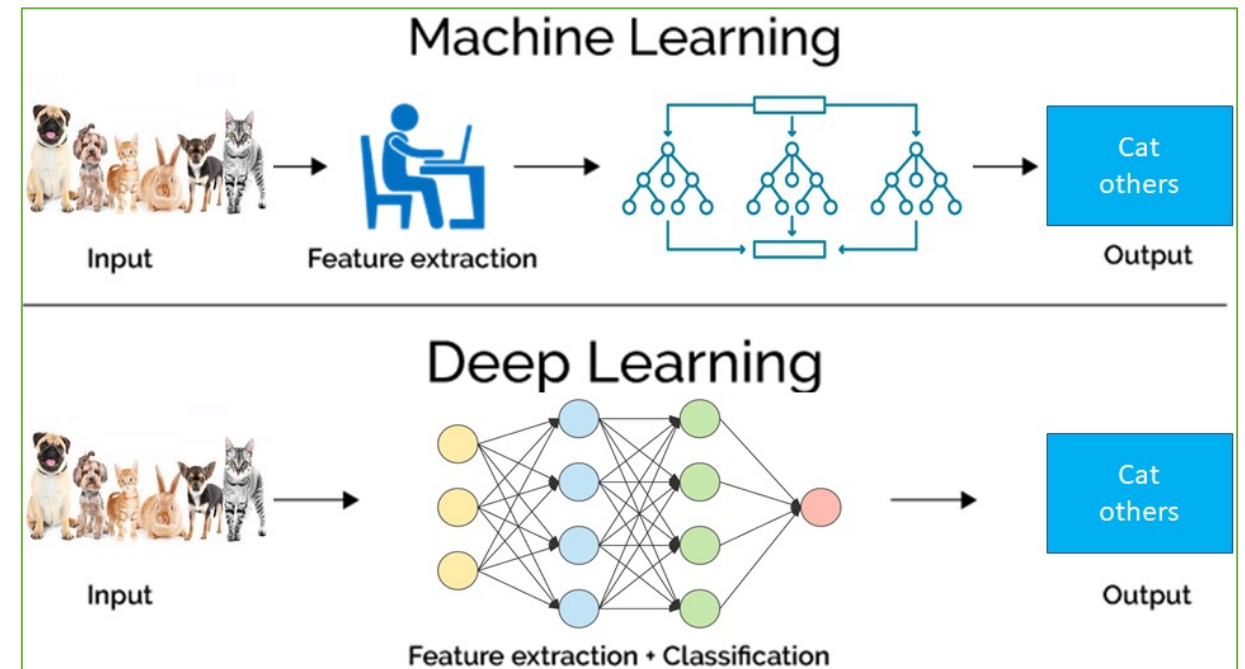 Machine Learning
Cat
others
Input
Feature extraction
Output
Deep Learning
Cat
others
Input
Output
Feature extraction + Classification